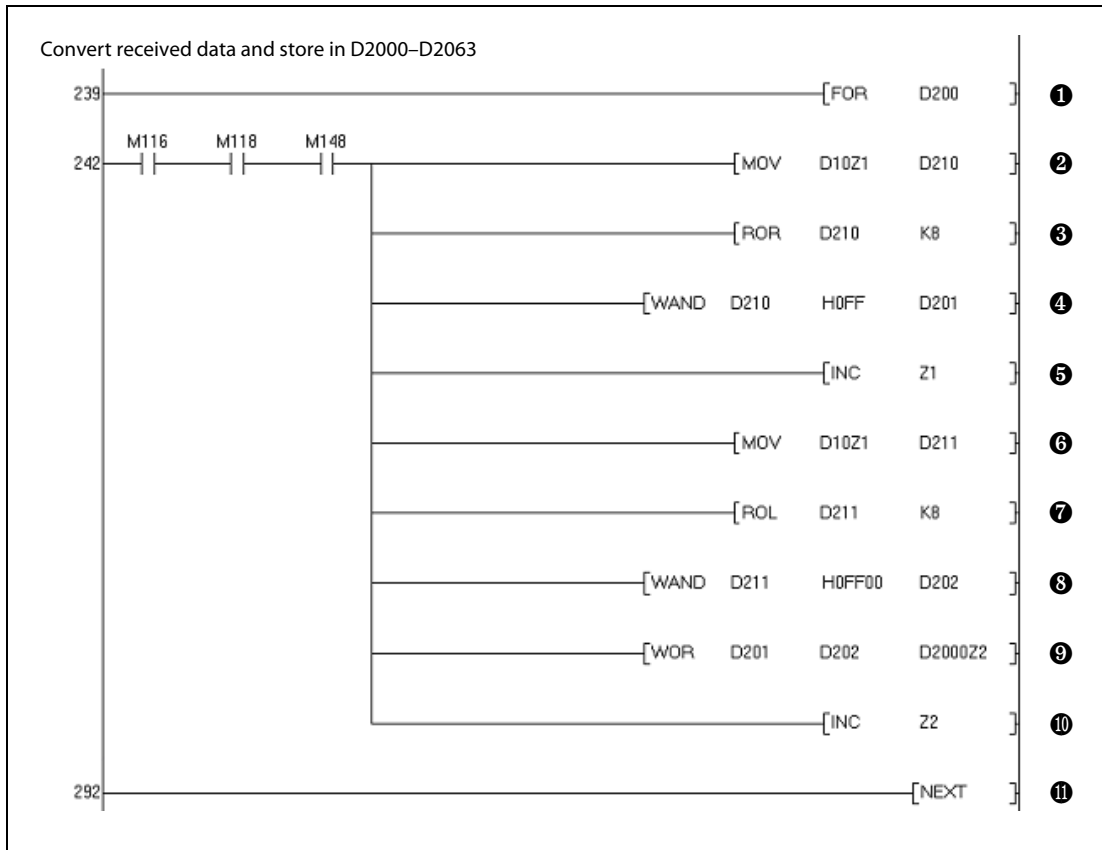 Convert received data and store in D2000–D2063
239 [FOR D200 ] ❶
M116 M118 M148
242 [MOV D10Z1 D210 ] ❷
[ROR D210 K8 ] ❸
[WAND D210 H0FF D201 ] ❹
[INC Z1 ] ❺
[MOV D10Z1 D211 ] ❻
[ROL D211 K8 ] ❼
[WAND D211 H0FF00 D202 ] ❽
[WOR D201 D202 D2000Z2 ] ❾
[INC Z2 ] ❿
292 [NEXT ] ⓫